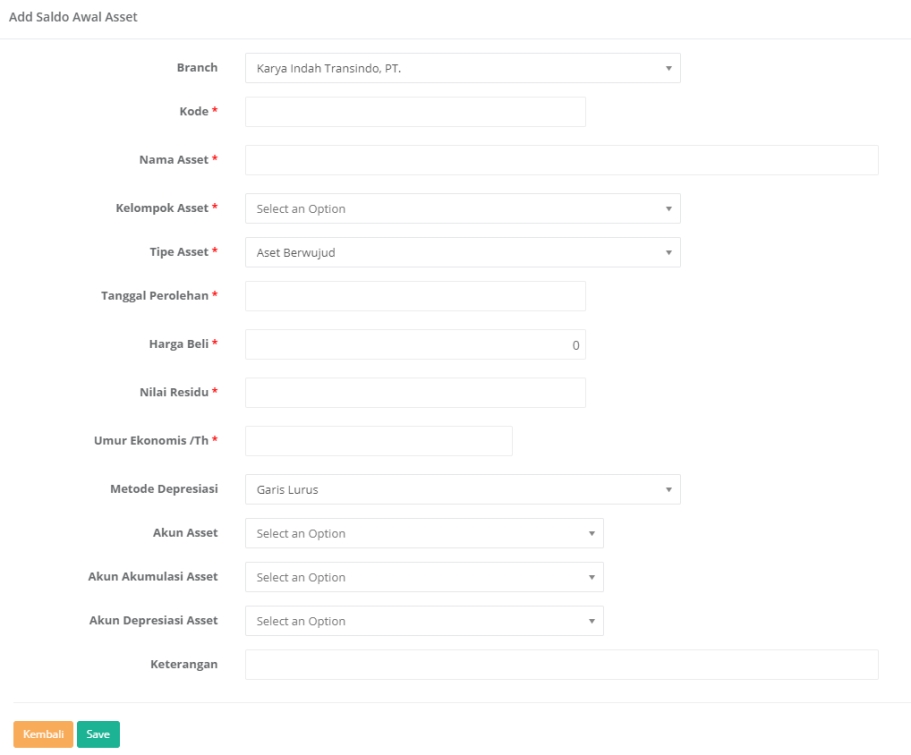 Add Saldo Awal Asset
Branch Karya Indah Transindo, PT.
Kode *
Nama Asset *
Kelompok Asset * Select an Option
Tipe Asset * Aset Berwujud
Tanggal Perolehan *
Harga Beli * 0
Nilai Residu *
Umur Ekonomis /Th *
Metode Depresiasi Garis Lurus
Akun Asset Select an Option
Akun Akumulasi Asset Select an Option
Akun Depresiasi Asset Select an Option
Keterangan
Kembali Save